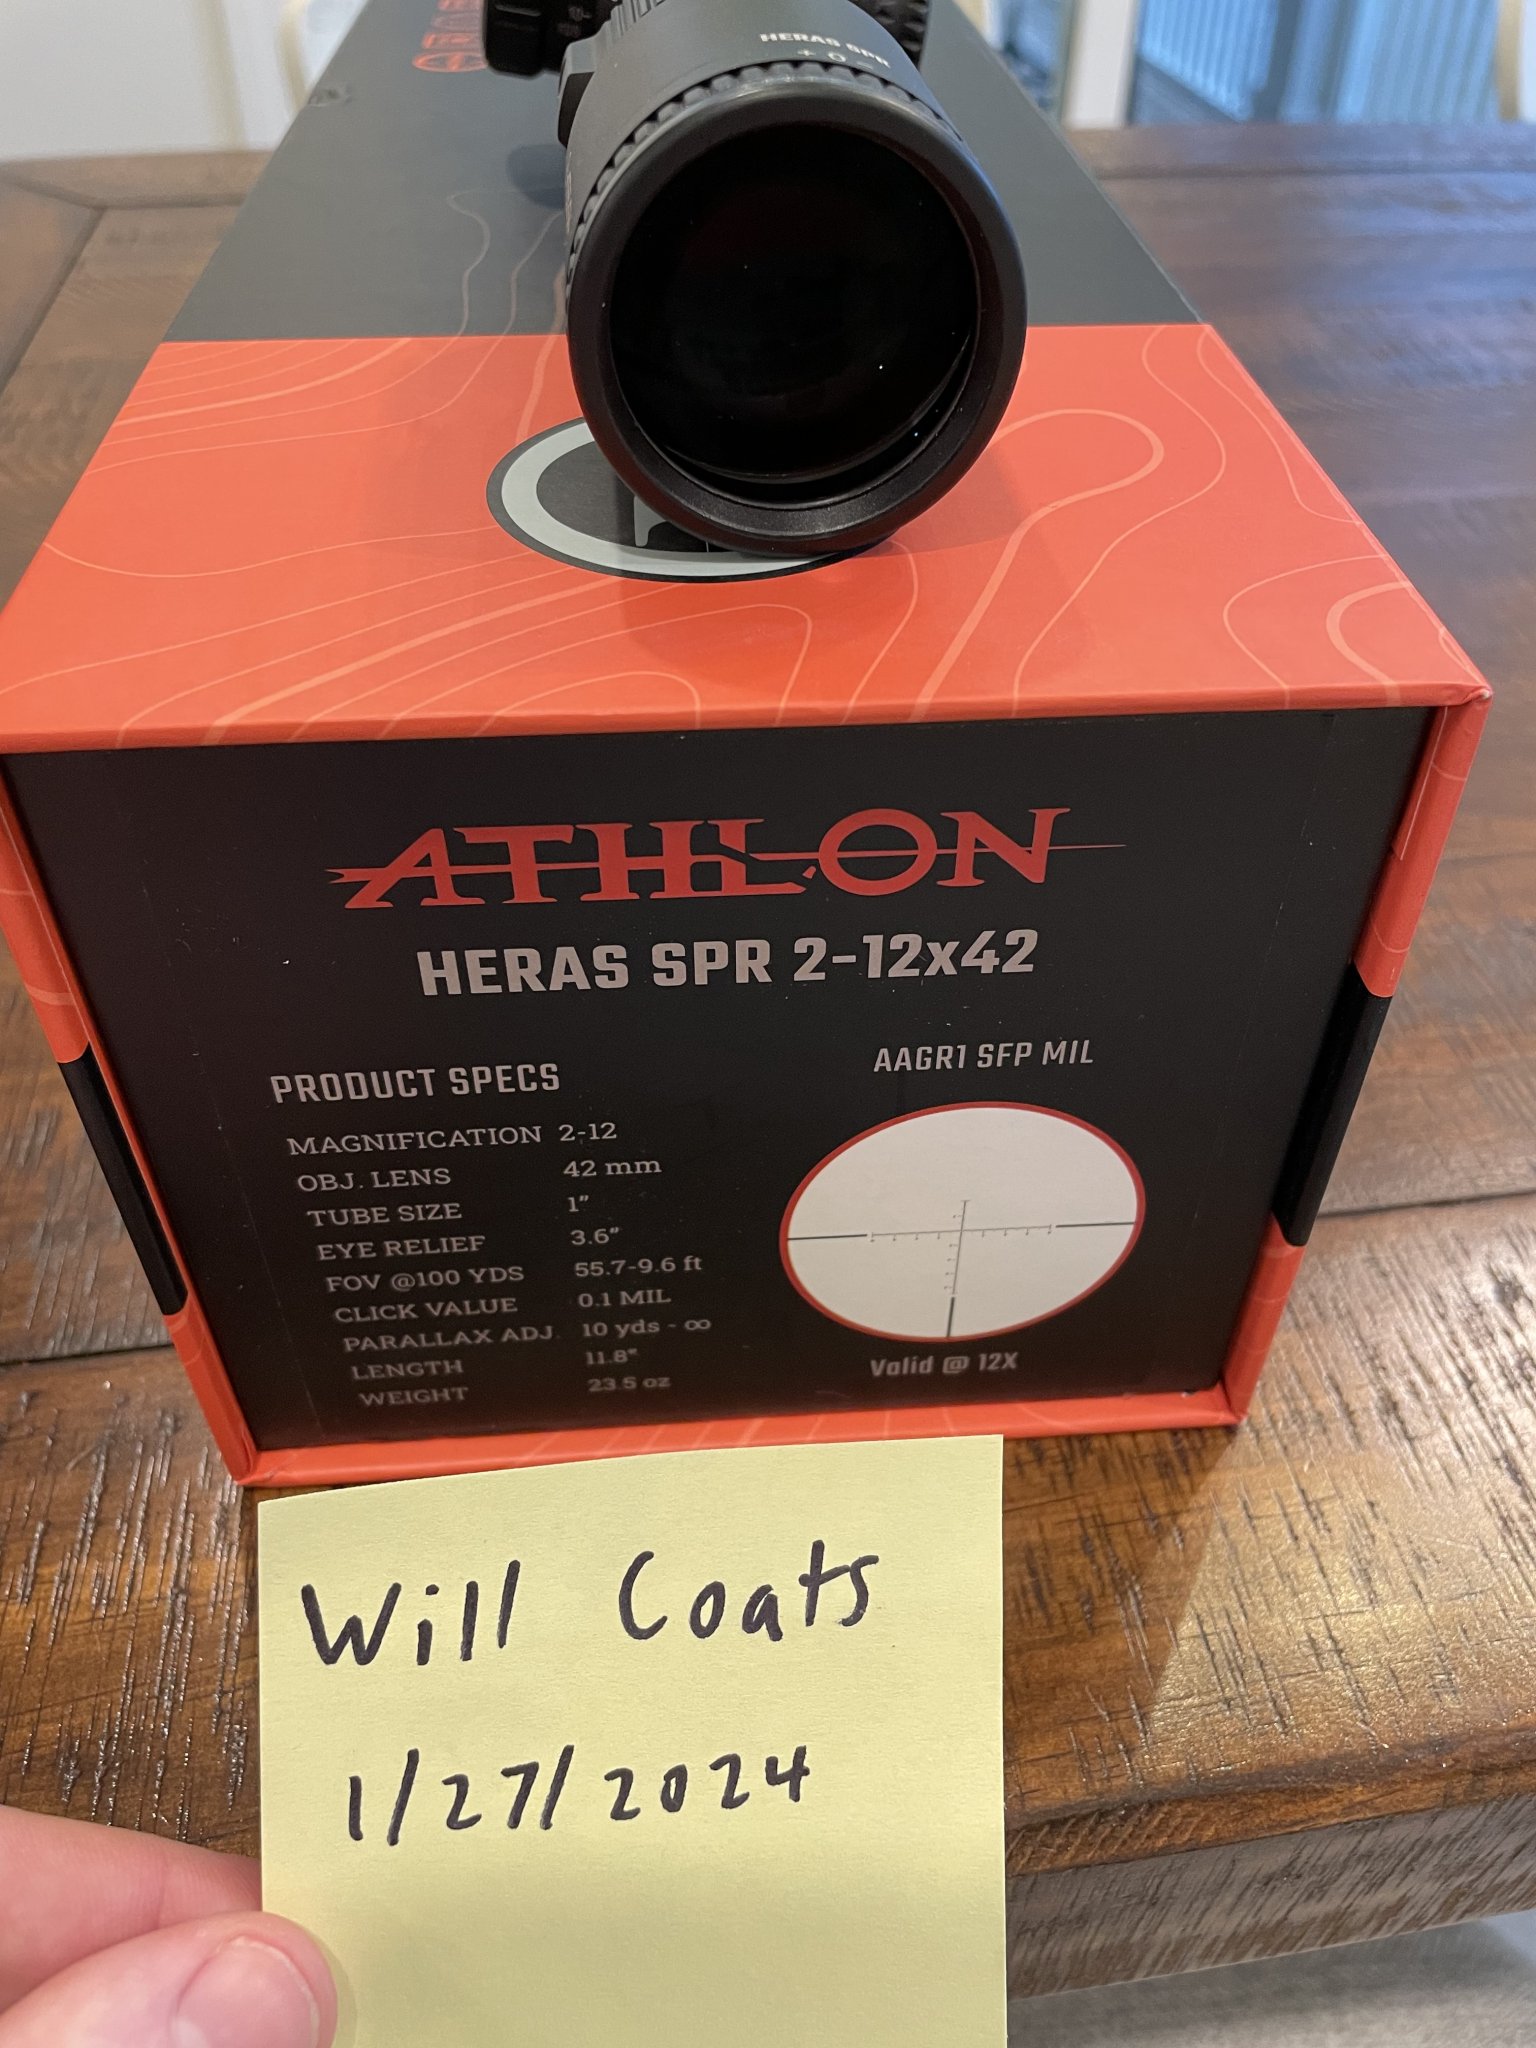 HERAS SPR
+ 0 -
ATHLON
HERAS SPR 2-12x42
PRODUCT SPECS
MAGNIFICATION 2-12
OBJ. LENS 42 mm
TUBE SIZE 1"
EYE RELIEF 3.6"
FOV @100 YDS 55.7-9.6 ft
CLICK VALUE 0.1 MIL
PARALLAX ADJ. 10 yds - ∞
LENGTH 11.8"
WEIGHT 23.5 oz
AAGR1 SFP MIL
Valid @ 12X
Will Coats
1/27/2024